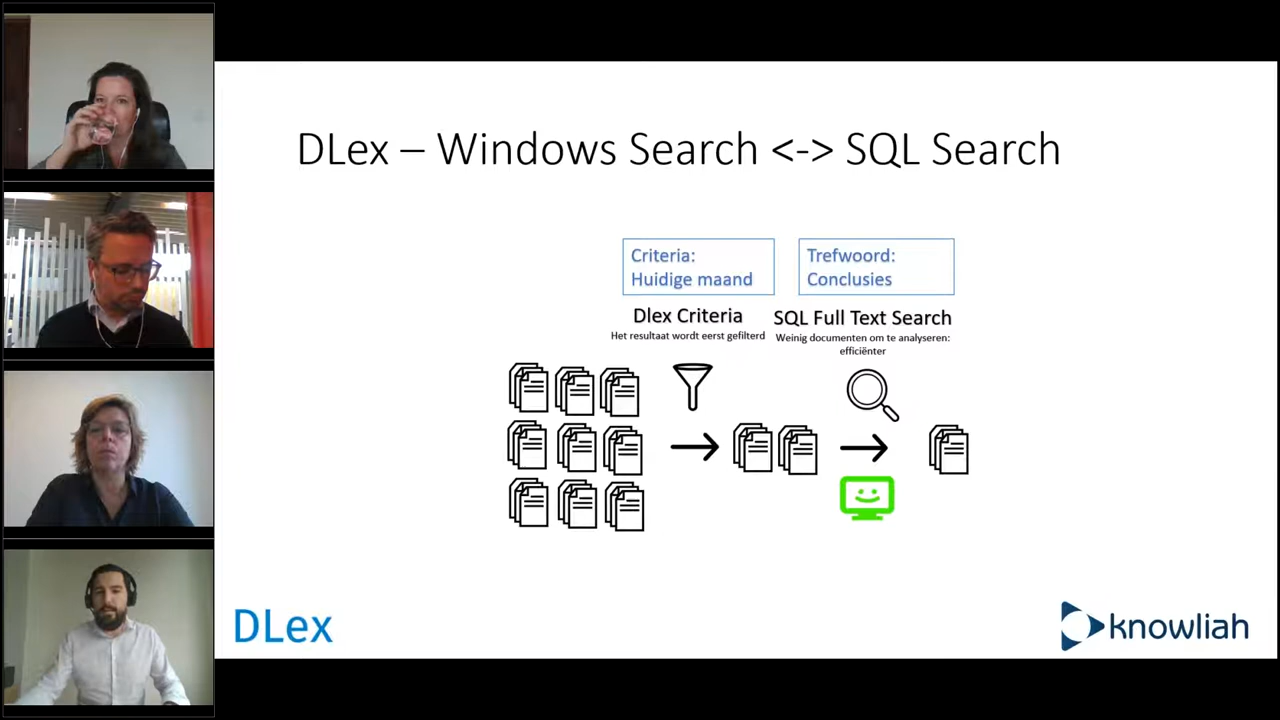 DLex – Windows Search <-> SQL Search
Criteria:
Huidige maand
Trefwoord:
Conclusies
Dlex Criteria
Het resultaat wordt eerst gefilterd
SQL Full Text Search
Weinig documenten om te analyseren:
efficiënter
DLex
knowliah